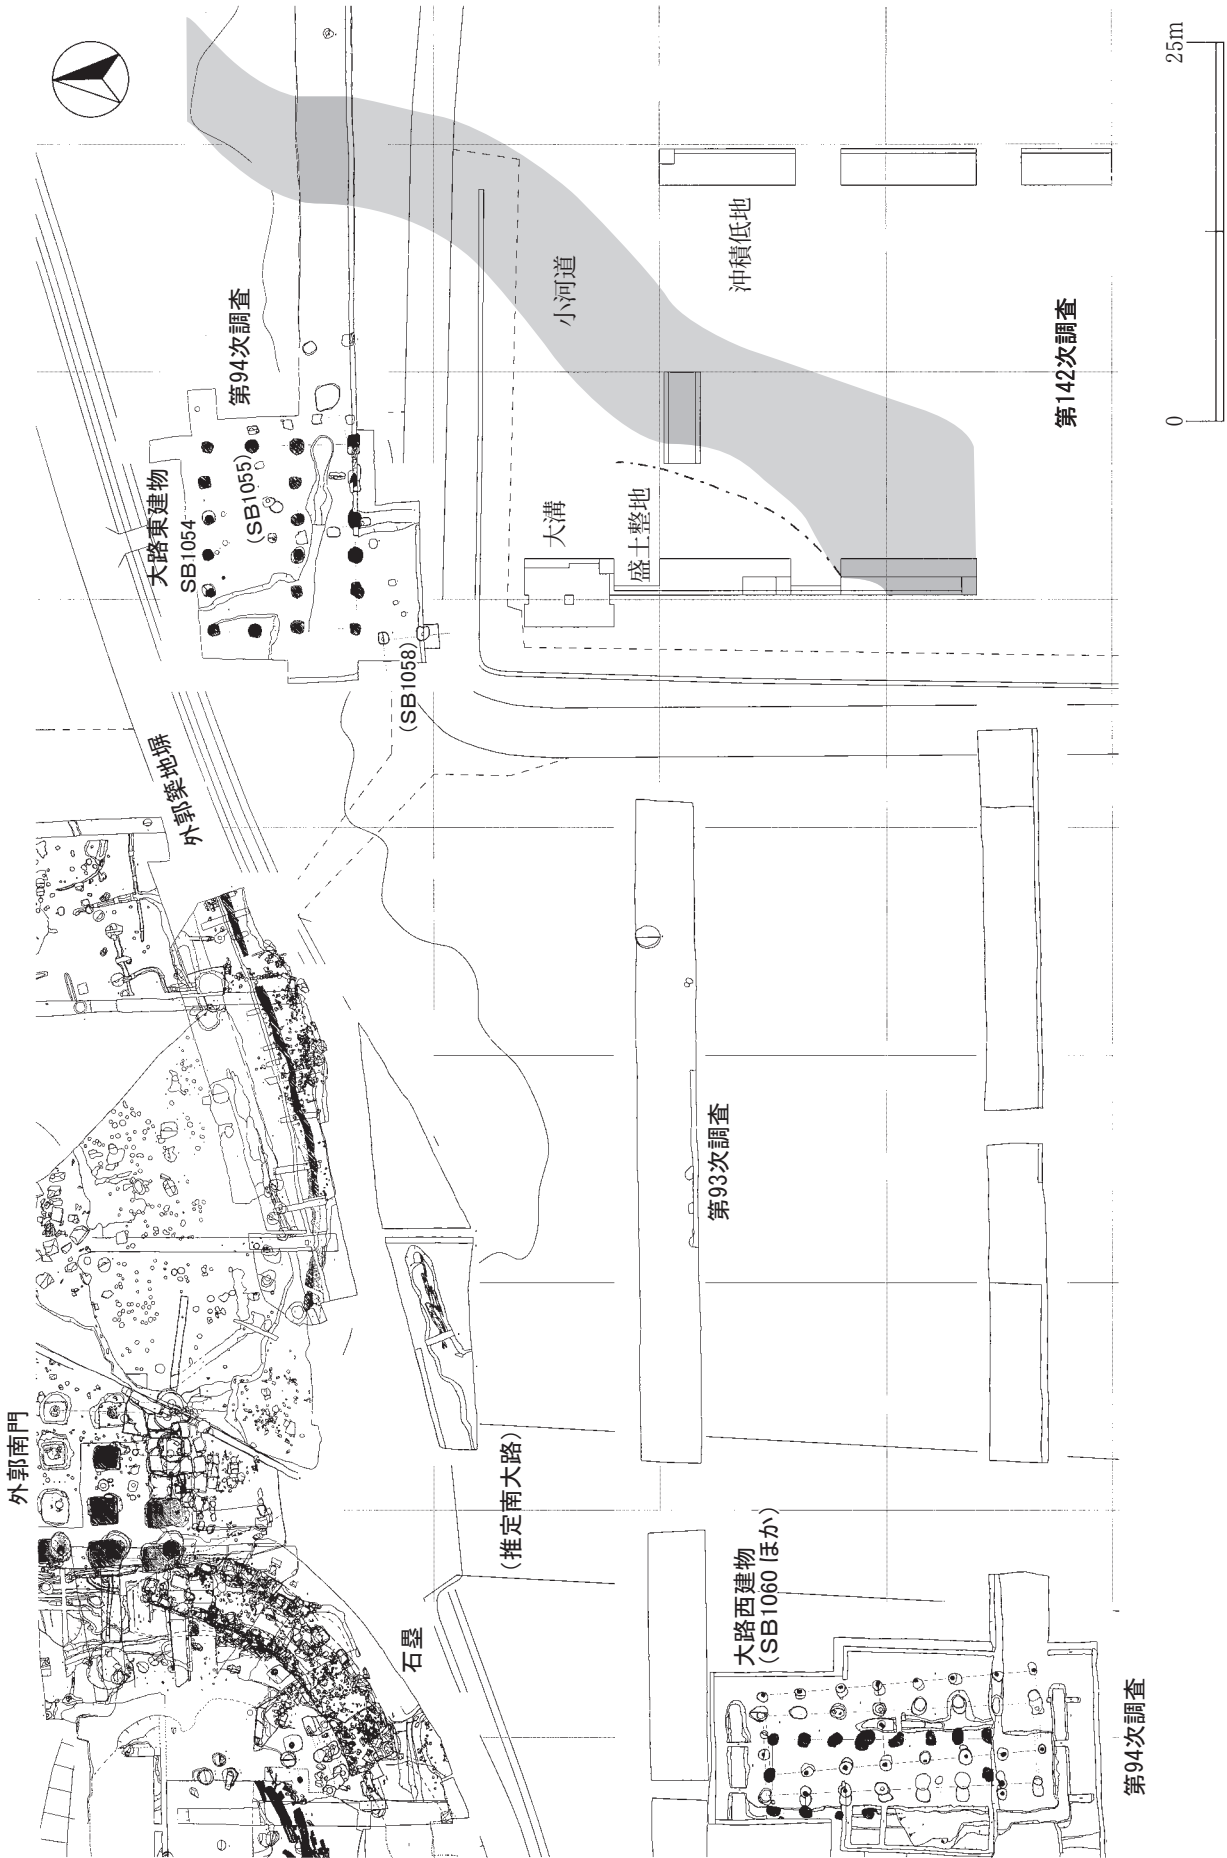 外郭南門
外郭築地塀
大路東建物
SB1054
(SB1055)
第94次調査
(SB1058)
石塁
(推定南大路)
大溝
盛土整地
小河道
沖積低地
第93次調査
第142次調査
大路西建物
(SB1060ほか)
第94次調査
0
25m